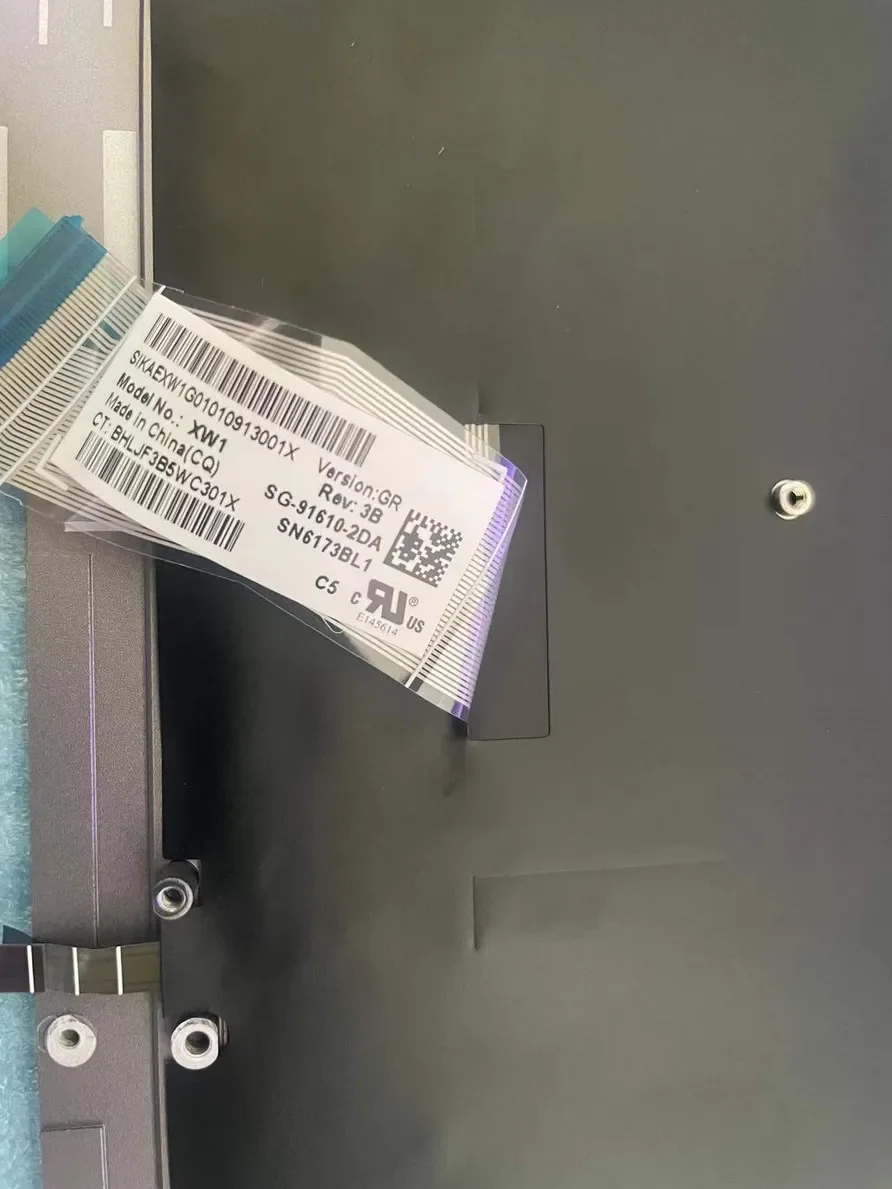 SIKAEXW1G01010913001X
Model No.: XW1
Version:GR
Made in China(CQ)
Rev: 3B
CT: BHLJF3B5WC301X
SG-91610-2DA
SN6173BL1
C5
c RU® US
E145614